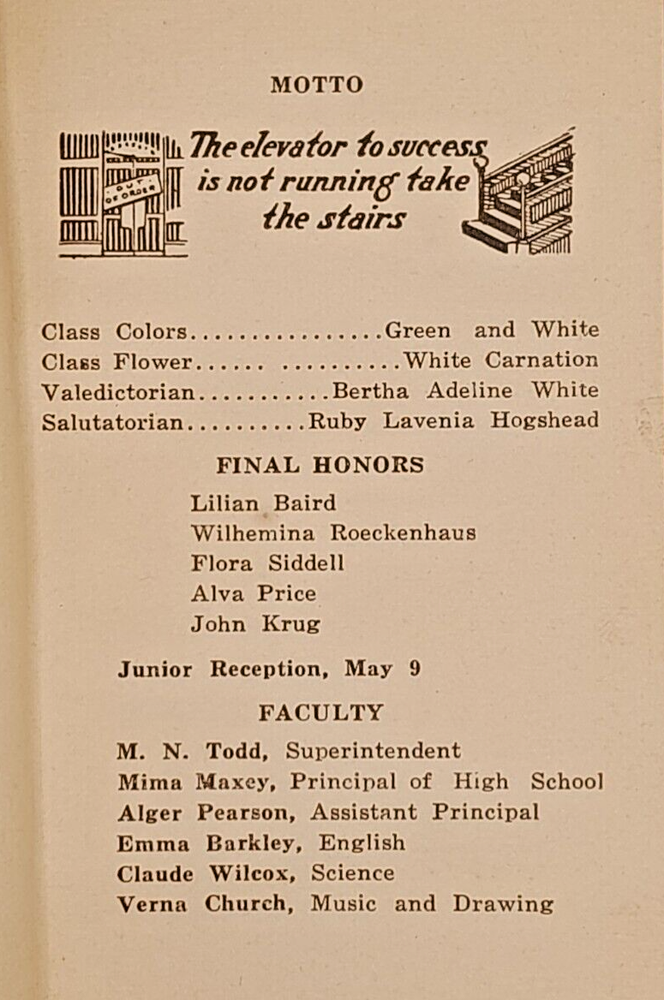 MOTTO
The elevator to success
is not running take
the stairs
OUT
OF ORDER
Class Colors................Green and White
Class Flower...... ..........White Carnation
Valedictorian...........Bertha Adeline White
Salutatorian..........Ruby Lavenia Hogshead
FINAL HONORS
Lilian Baird
Wilhemina Roeckenhaus
Flora Siddell
Alva Price
John Krug
Junior Reception, May 9
FACULTY
M. N. Todd, Superintendent
Mima Maxey, Principal of High School
Alger Pearson, Assistant Principal
Emma Barkley, English
Claude Wilcox, Science
Verna Church, Music and Drawing